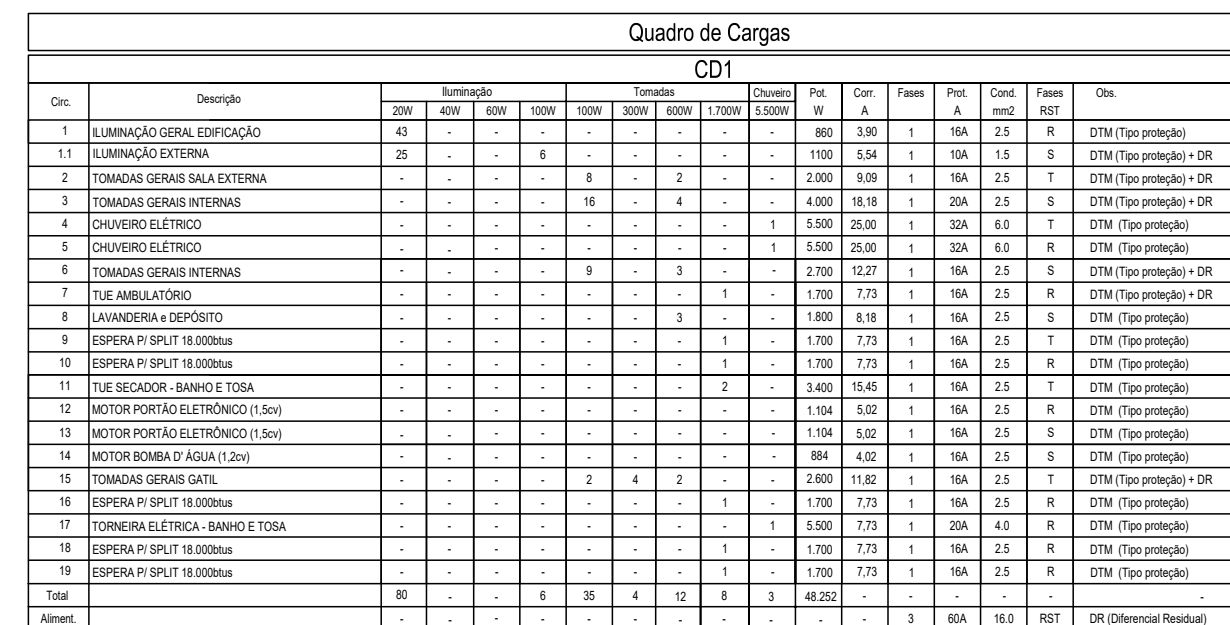 Quadro de Cargas
CD1
Circ. Descrição Iluminação Tomadas Chuveiro Pot. Corr. Fases Prot. Cond. Fases Obs.
20W 40W 60W 100W 100W 300W 600W 1.700W 5.500W W A A mm2 RST
1 ILUMINAÇÃO GERAL EDIFICAÇÃO 43 - - - - - - - - 860 3,90 1 16A 2.5 R DTM (Tipo proteção)
1.1 ILUMINAÇÃO EXTERNA 25 - - 6 - - - - - 1100 5,54 1 10A 1.5 S DTM (Tipo proteção) + DR
2 TOMADAS GERAIS SALA EXTERNA - - - - 8 - 2 - - 2.000 9,09 1 16A 2.5 T DTM (Tipo proteção) + DR
3 TOMADAS GERAIS INTERNAS - - - - 16 - 4 - - 4.000 18,18 1 20A 2.5 S DTM (Tipo proteção) + DR
4 CHUVEIRO ELÉTRICO - - - - - - - - 1 5.500 25,00 1 32A 6.0 T DTM (Tipo proteção)
5 CHUVEIRO ELÉTRICO - - - - - - - - 1 5.500 25,00 1 32A 6.0 R DTM (Tipo proteção)
6 TOMADAS GERAIS INTERNAS - - - - 9 - 3 - - 2.700 12,27 1 16A 2.5 S DTM (Tipo proteção) + DR
7 TUE AMBULATÓRIO - - - - - - - 1 - 1.700 7,73 1 16A 2.5 R DTM (Tipo proteção) + DR
8 LAVANDERIA e DEPÓSITO - - - - - - 3 - - 1.800 8,18 1 16A 2.5 S DTM (Tipo proteção)
9 ESPERA P/ SPLIT 18.000btus - - - - - - - 1 - 1.700 7,73 1 16A 2.5 T DTM (Tipo proteção)
10 ESPERA P/ SPLIT 18.000btus - - - - - - - 1 - 1.700 7,73 1 16A 2.5 R DTM (Tipo proteção)
11 TUE SECADOR - BANHO E TOSA - - - - - - - 2 - 3.400 15,45 1 16A 2.5 T DTM (Tipo proteção)
12 MOTOR PORTÃO ELETRÔNICO (1,5cv) - - - - - - - - - 1.104 5,02 1 16A 2.5 R DTM (Tipo proteção)
13 MOTOR PORTÃO ELETRÔNICO (1,5cv) - - - - - - - - - 1.104 5,02 1 16A 2.5 S DTM (Tipo proteção)
14 MOTOR BOMBA D' ÁGUA (1,2cv) - - - - - - - - - 884 4,02 1 16A 2.5 S DTM (Tipo proteção)
15 TOMADAS GERAIS GATIL - - - - 2 4 2 - - 2.600 11,82 1 16A 2.5 T DTM (Tipo proteção) + DR
16 ESPERA P/ SPLIT 18.000btus - - - - - - - 1 - 1.700 7,73 1 16A 2.5 R DTM (Tipo proteção)
17 TORNEIRA ELÉTRICA - BANHO E TOSA - - - - - - - - 1 5.500 7,73 1 20A 4.0 R DTM (Tipo proteção)
18 ESPERA P/ SPLIT 18.000btus - - - - - - - 1 - 1.700 7,73 1 16A 2.5 R DTM (Tipo proteção)
19 ESPERA P/ SPLIT 18.000btus - - - - - - - 1 - 1.700 7,73 1 16A 2.5 R DTM (Tipo proteção)
Total 80 - - 6 35 4 12 8 3 48.252 - - - - - -
Aliment. - - - - - - - - - - - 3 60A 16.0 RST DR (Diferencial Residual)